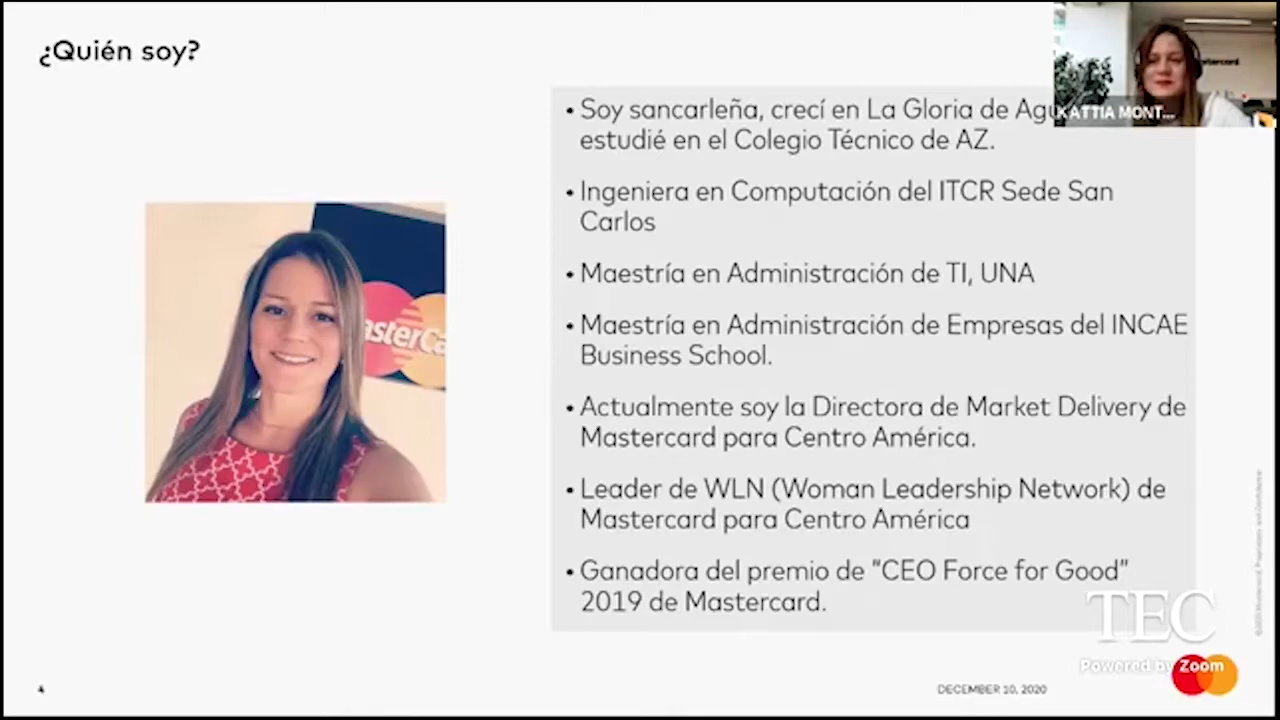 ¿Quién soy?
• Soy sancarleña, crecí en La Gloria de
estudié en el Colegio Técnico de AZ.
• Ingeniera en Computación del ITCR Sede San
Carlos
• Maestría en Administración de TI, UNA
• Maestría en Administración de Empresas del INCAE
Business School.
• Actualmente soy la Directora de Market Delivery de
Mastercard para Centro América.
• Leader de WLN (Woman Leadership Network) de
Mastercard para Centro América
• Ganadora del premio de "CEO Force for Good"
2019 de Mastercard.
KATTIA MONT...
TEC
Powered by Zoom
4
DECEMBER 10, 2020